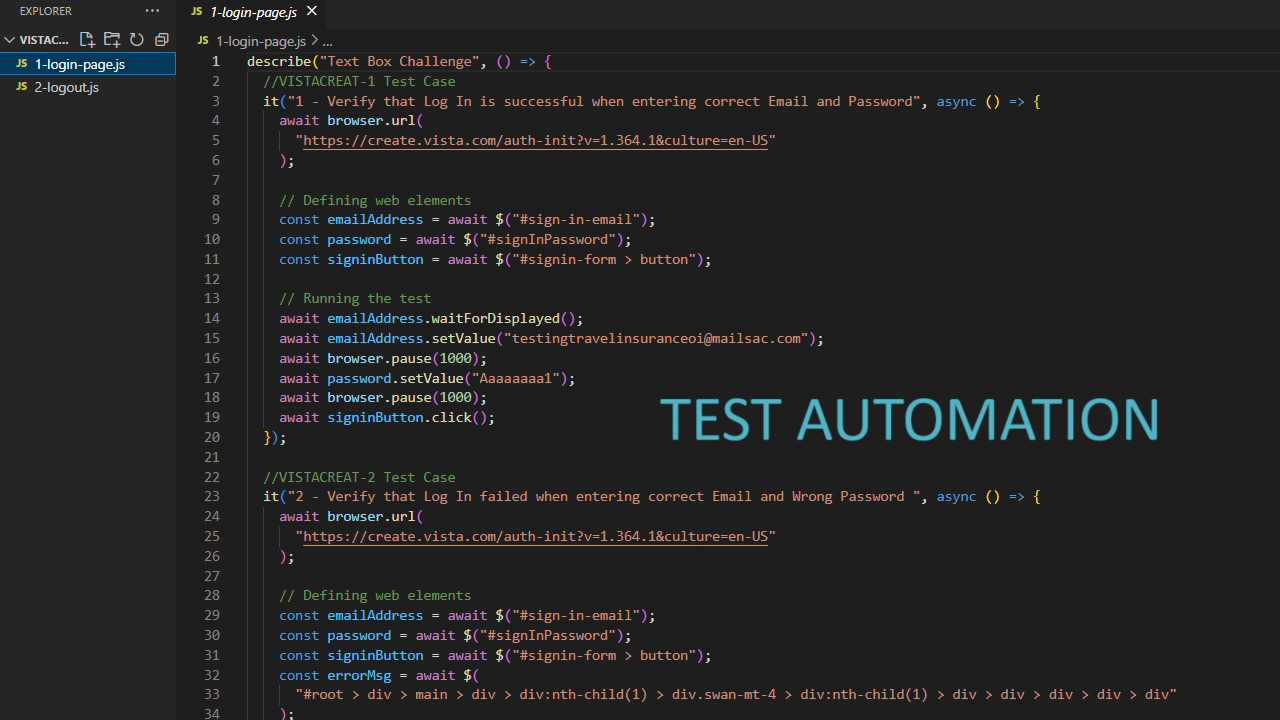 EXPLORER
VISTAC...
JS 1-login-page.js
JS 2-logout.js
JS 1-login-page.js
JS 1-login-page.js > ...
1 describe("Text Box Challenge", () => {
2 //VISTACREAT-1 Test Case
3 it("1 - Verify that Log In is successful when entering correct Email and Password", async () => {
4 await browser.url(
5 "https://create.vista.com/auth-init?v=1.364.1&culture=en-US"
6 );
7
8 // Defining web elements
9 const emailAddress = await $("#sign-in-email");
10 const password = await $("#signInPassword");
11 const signinButton = await $("#signin-form > button");
12
13 // Running the test
14 await emailAddress.waitForDisplayed();
15 await emailAddress.setValue("testingtravelinsuranceoi@mailsac.com");
16 await browser.pause(1000);
17 await password.setValue("Aaaaaaaa1");
18 await browser.pause(1000);
19 await signinButton.click();
20 });
21
22 //VISTACREAT-2 Test Case
23 it("2 - Verify that Log In failed when entering correct Email and Wrong Password ", async () => {
24 await browser.url(
25 "https://create.vista.com/auth-init?v=1.364.1&culture=en-US"
26 );
27
28 // Defining web elements
29 const emailAddress = await $("#sign-in-email");
30 const password = await $("#signInPassword");
31 const signinButton = await $("#signin-form > button");
32 const errorMsg = await $(
33 "#root > div > main > div > div:nth-child(1) > div.swan-mt-4 > div:nth-child(1) > div > div > div > div > div"
34 );
TEST AUTOMATION